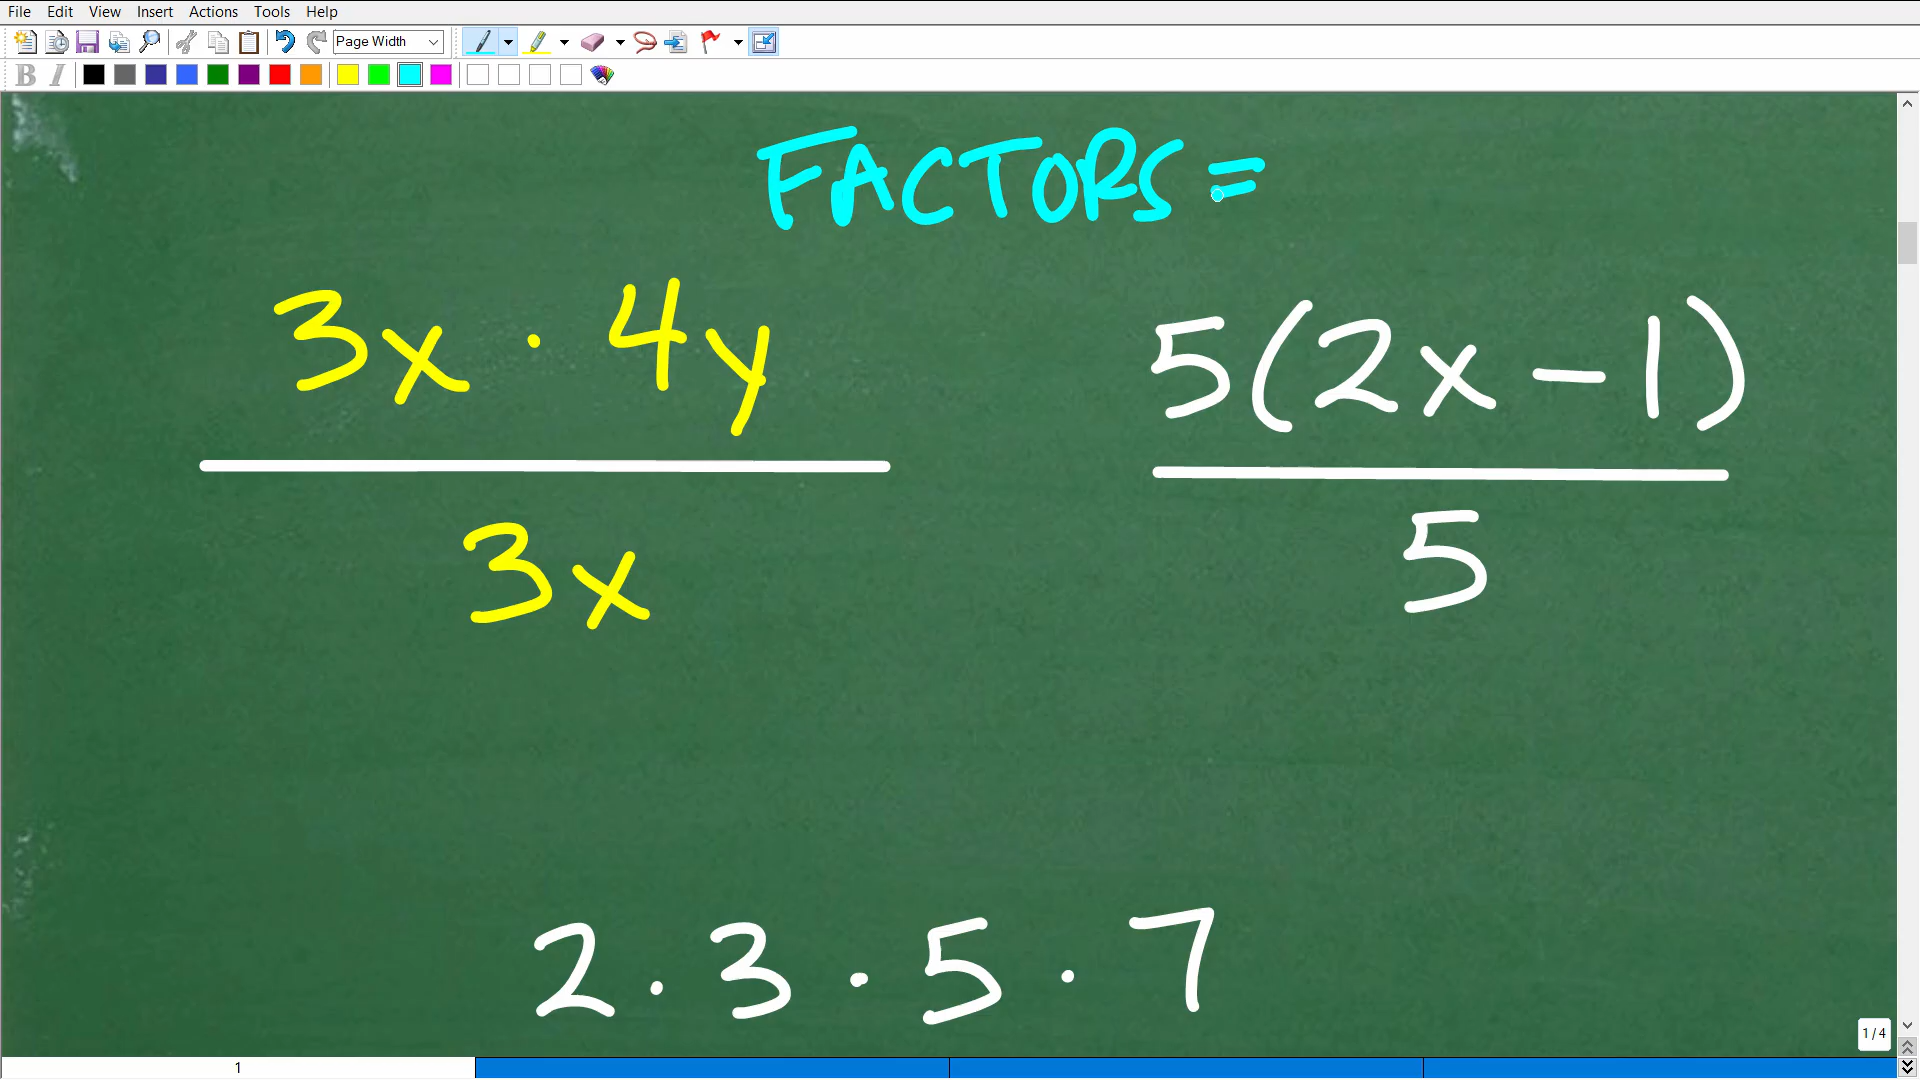 File Edit View Insert Actions Tools Help
Page Width
B I
FACTORS =
3x · 4y
3x
5(2x - 1)
5
2 · 3 · 5 · 7
1 / 4
1